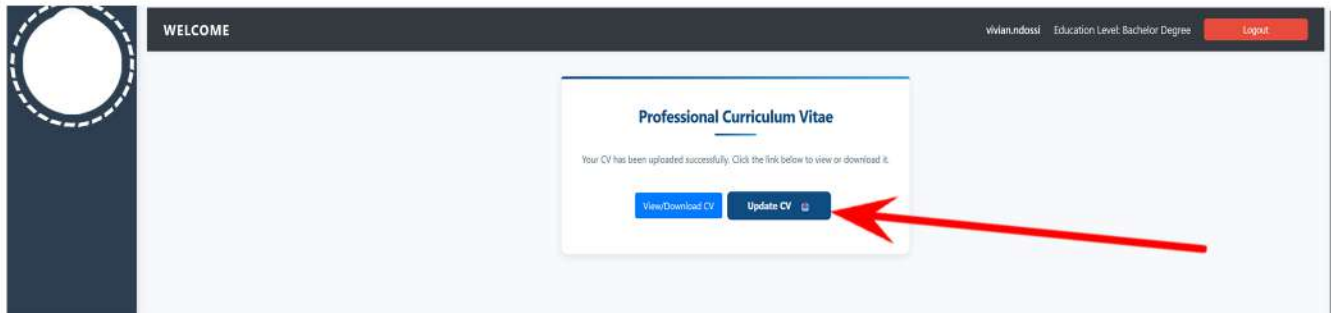 WELCOME
vivian.ndossi Education Level: Bachelor Degree Logout
Professional Curriculum Vitae
Your CV has been uploaded successfully. Click the link below to view or download it.
View/Download CV Update CV